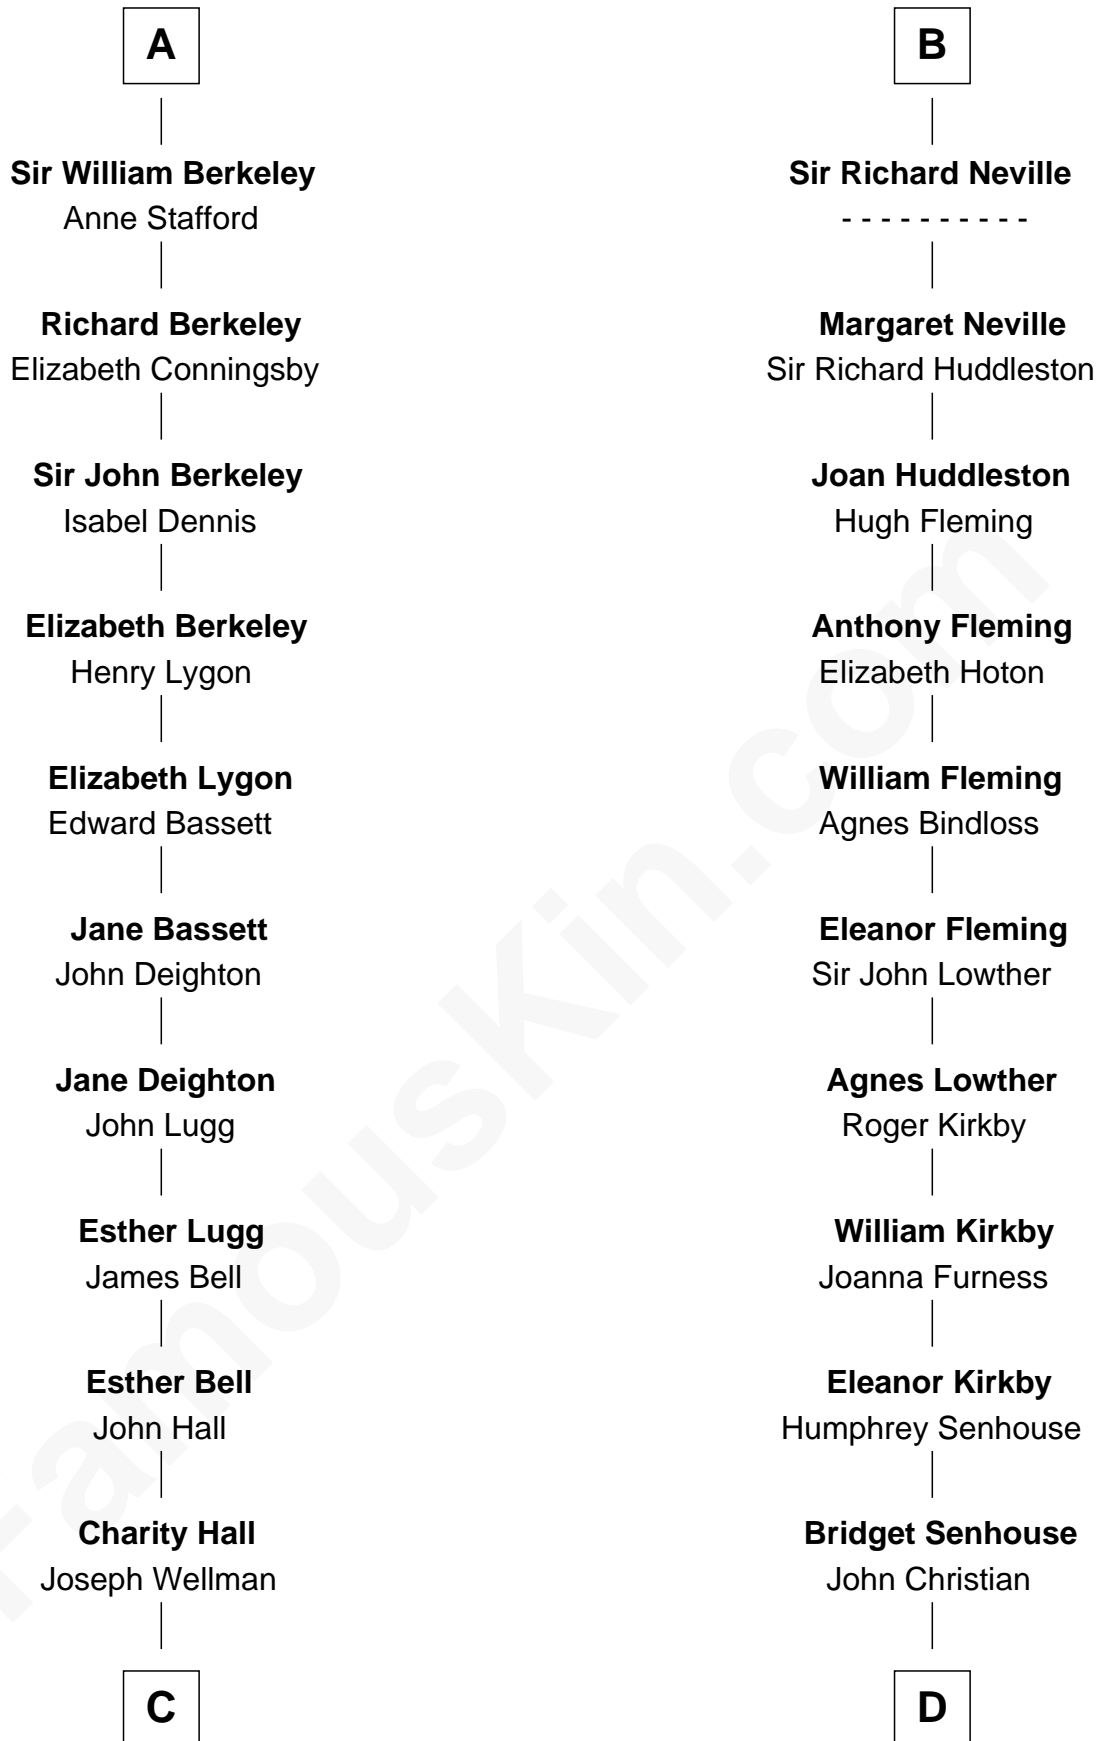 A
Sir William Berkeley
Anne Stafford
Richard Berkeley
Elizabeth Conningsby
Sir John Berkeley
Isabel Dennis
Elizabeth Berkeley
Henry Lygon
Elizabeth Lygon
Edward Bassett
Jane Bassett
John Deighton
Jane Deighton
John Lugg
Esther Lugg
James Bell
Esther Bell
John Hall
Charity Hall
Joseph Wellman
C
B
Sir Richard Neville
- - - - - - - - - -
Margaret Neville
Sir Richard Huddleston
Joan Huddleston
Hugh Fleming
Anthony Fleming
Elizabeth Hoton
William Fleming
Agnes Bindloss
Eleanor Fleming
Sir John Lowther
Agnes Lowther
Roger Kirkby
William Kirkby
Joanna Furness
Eleanor Kirkby
Humphrey Senhouse
Bridget Senhouse
John Christian
D
FamousKin.com